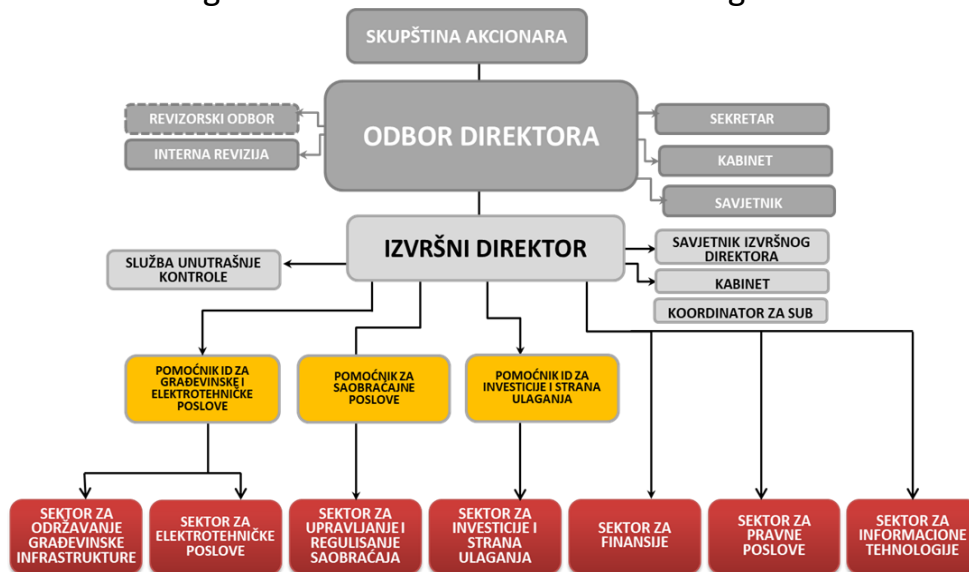 SKUPŠTINA AKCIONARA
REVIZORSKI ODBOR
INTERNA REVIZIJA
ODBOR DIREKTORA
SEKRETAR
KABINET
SAVJETNIK
IZVRŠNI DIREKTOR
SLUŽBA UNUTRAŠNJE
KONTROLE
SAVJETNIK IZVRŠNOG
DIREKTORA
KABINET
KOORDINATOR ZA SUB
POMOĆNIK ID ZA
GRAĐEVINSKE I
ELEKTROTEHNIČKE
POSLOVE
POMOĆNIK ZA
SAOBRAĆAJNE
POSLOVE
POMOĆNIK ID ZA
INVESTICIJE I STRANA
ULAGANJA
SEKTOR ZA
ODRŽAVANJE
GRAĐEVINSKE
INFRASTRUKTURE
SEKTOR ZA
ELEKTROTEHNIČKE
POSLOVE
SEKTOR ZA
UPRAVLJANJE I
REGULISANJE
SAOBRAĆAJA
SEKTOR ZA
INVESTICIJE I
STRANA
ULAGANJA
SEKTOR ZA
FINANSIJE
SEKTOR ZA
PRAVNE
POSLOVE
SEKTOR ZA
INFORMACIONE
TEHNOLOGIJE